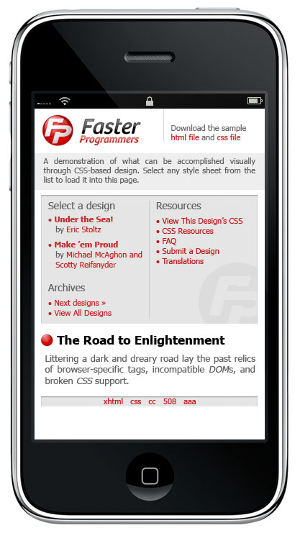 FP Faster
Programmers
Download the sample
html file and css file
A demonstration of what can be accomplished visually
through CSS-based design. Select any style sheet from the
list to load it into this page.
Select a design
• Under the Sea!
by Eric Stoltz
• Make 'em Proud
by Michael McAghon and
Scotty Reifsnyder
Archives
• Next designs »
• View All Designs
Resources
• View This Design's CSS
• CSS Resources
• FAQ
• Submit a Design
• Translations
The Road to Enlightenment
Littering a dark and dreary road lay the past relics
of browser-specific tags, incompatible DOMs, and
broken CSS support.
xhtml css cc 508 aaa